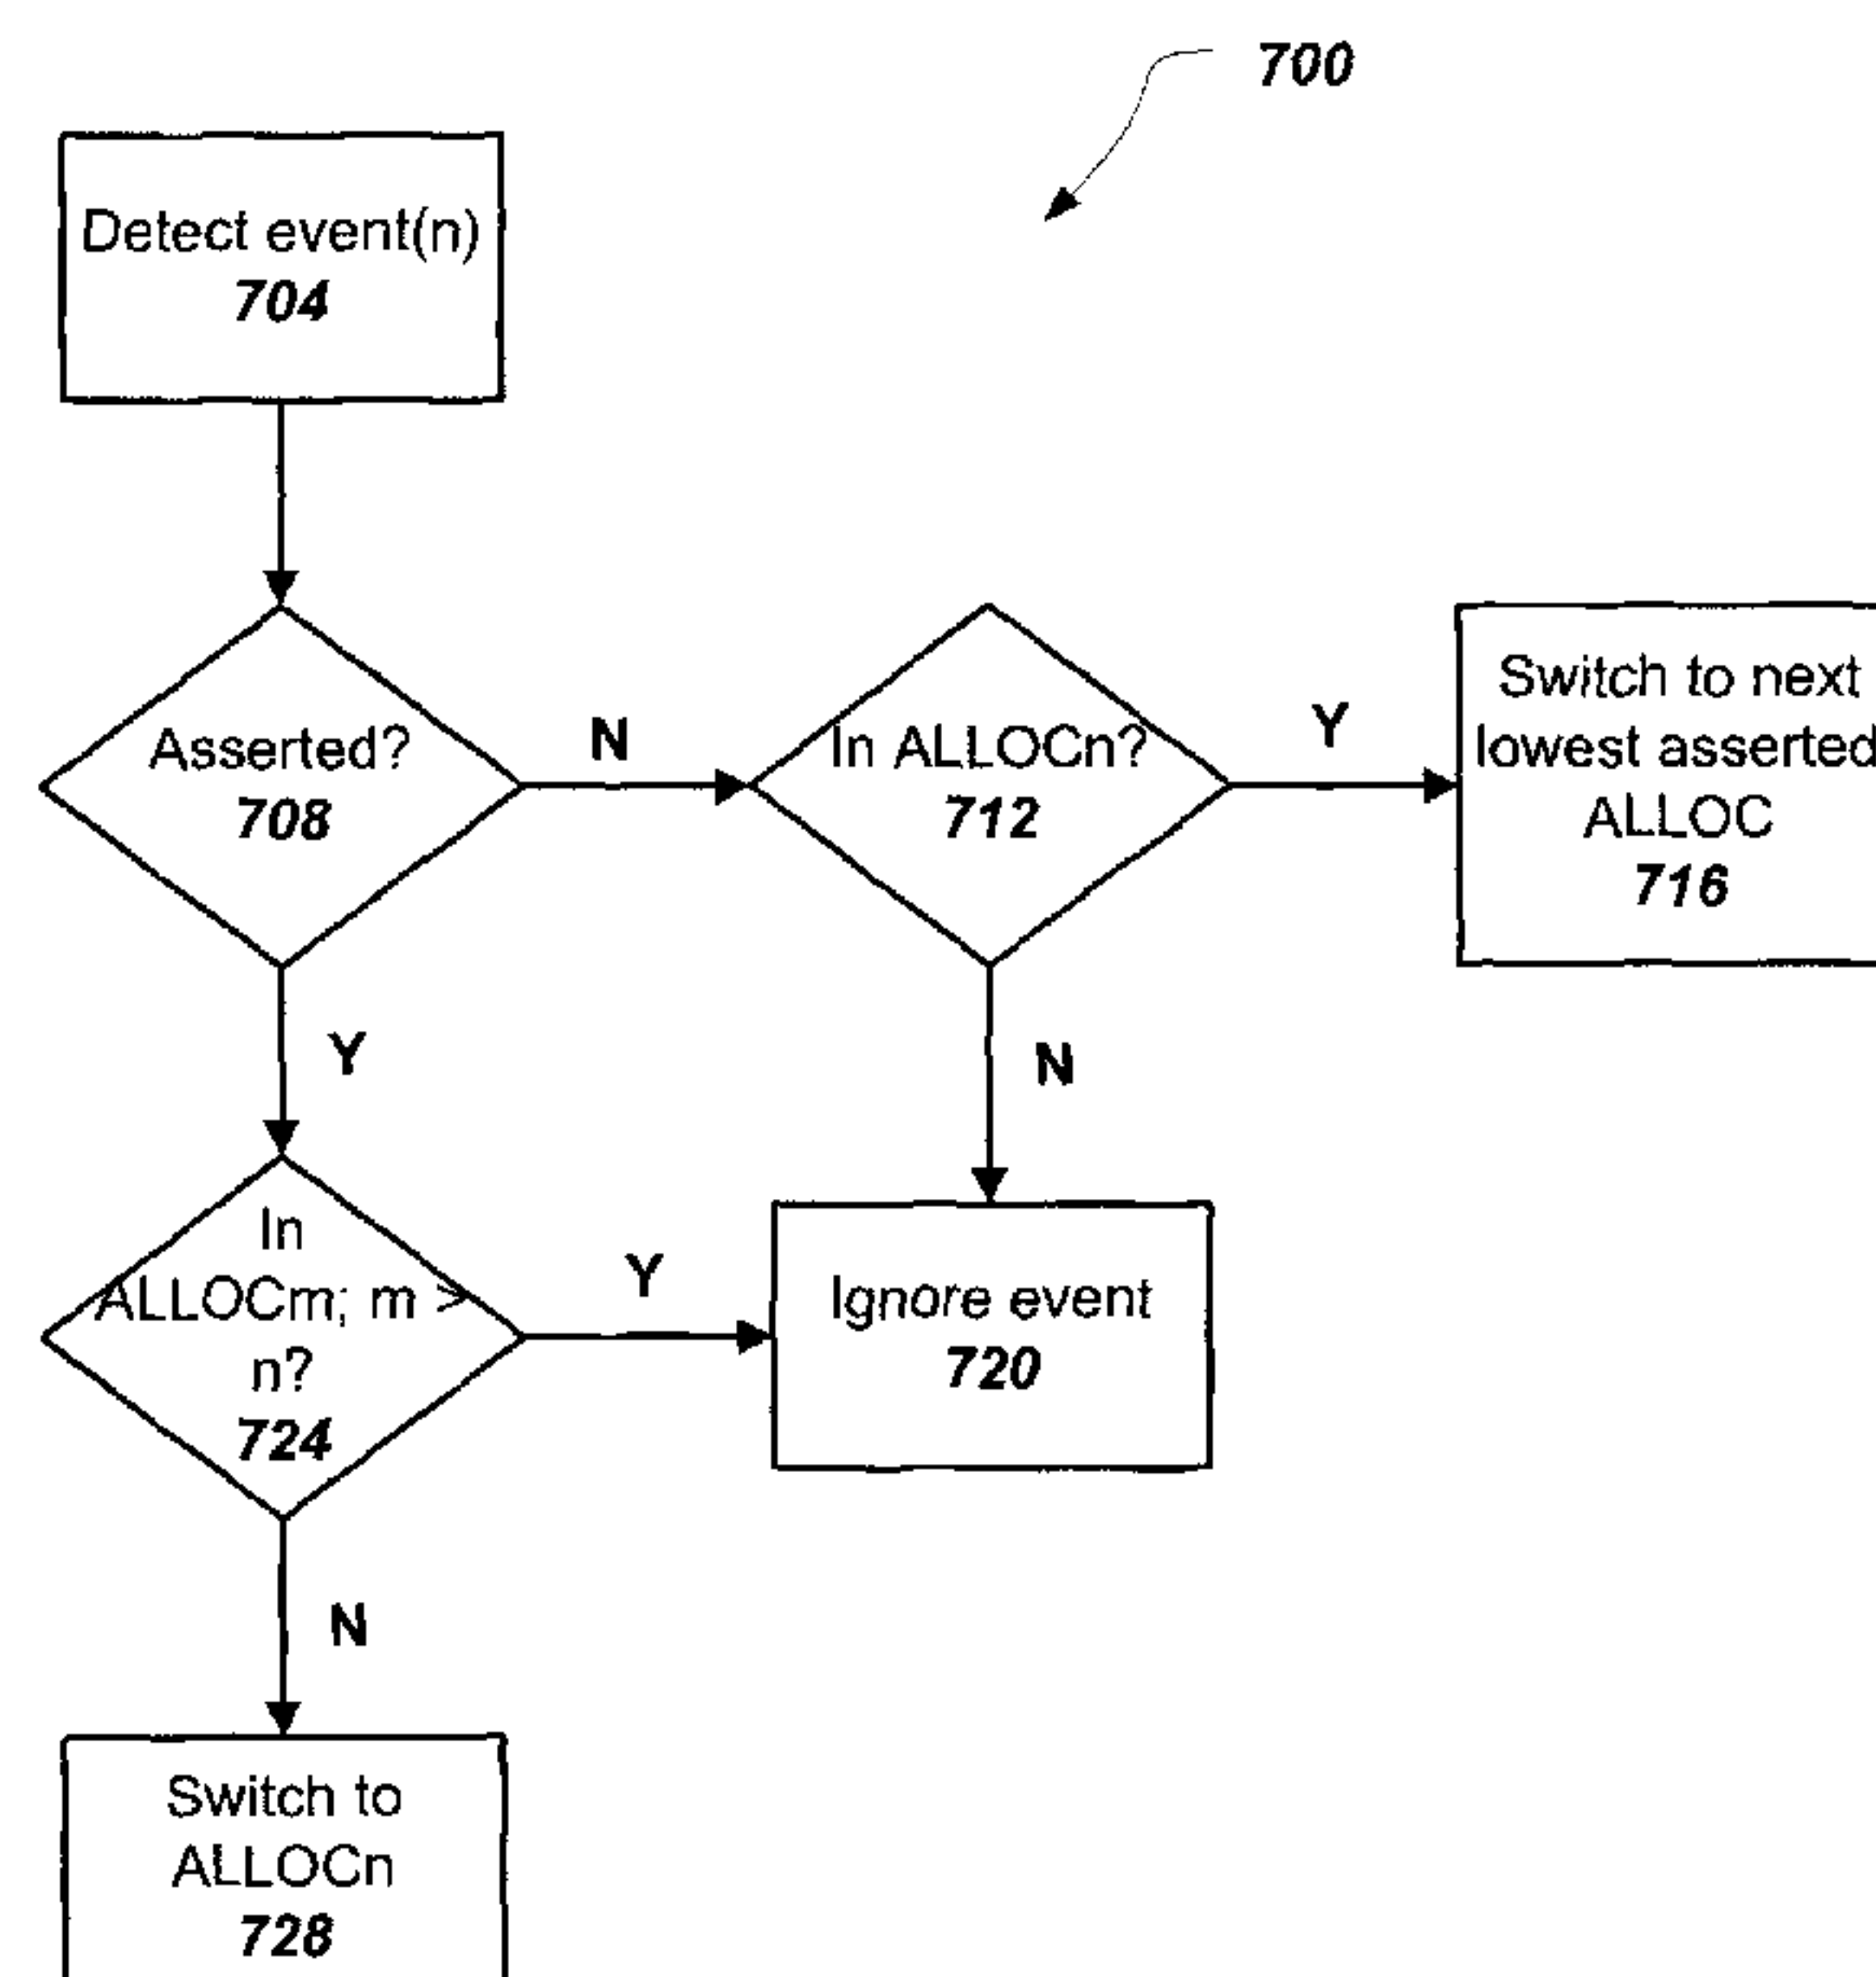 700
Detect event(n)
704
Asserted?
708
N
In ALLOCn?
712
Y
Switch to next
lowest asserted
ALLOC
716
Y
N
In
ALLOCm; m >
n?
724
Y
Ignore event
720
N
Switch to
ALLOCn
728